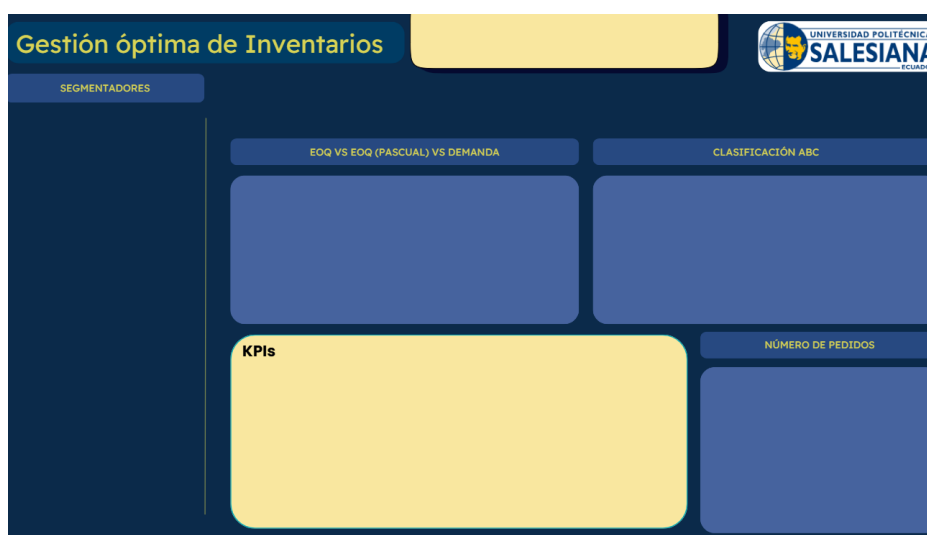 Gestión óptima de Inventarios
UNIVERSIDAD POLITÉCNICA
SALESIANA
ECUADO
SEGMENTADORES
EOQ VS EOQ (PASCUAL) VS DEMANDA
CLASIFICACIÓN ABC
KPIs
NÚMERO DE PEDIDOS